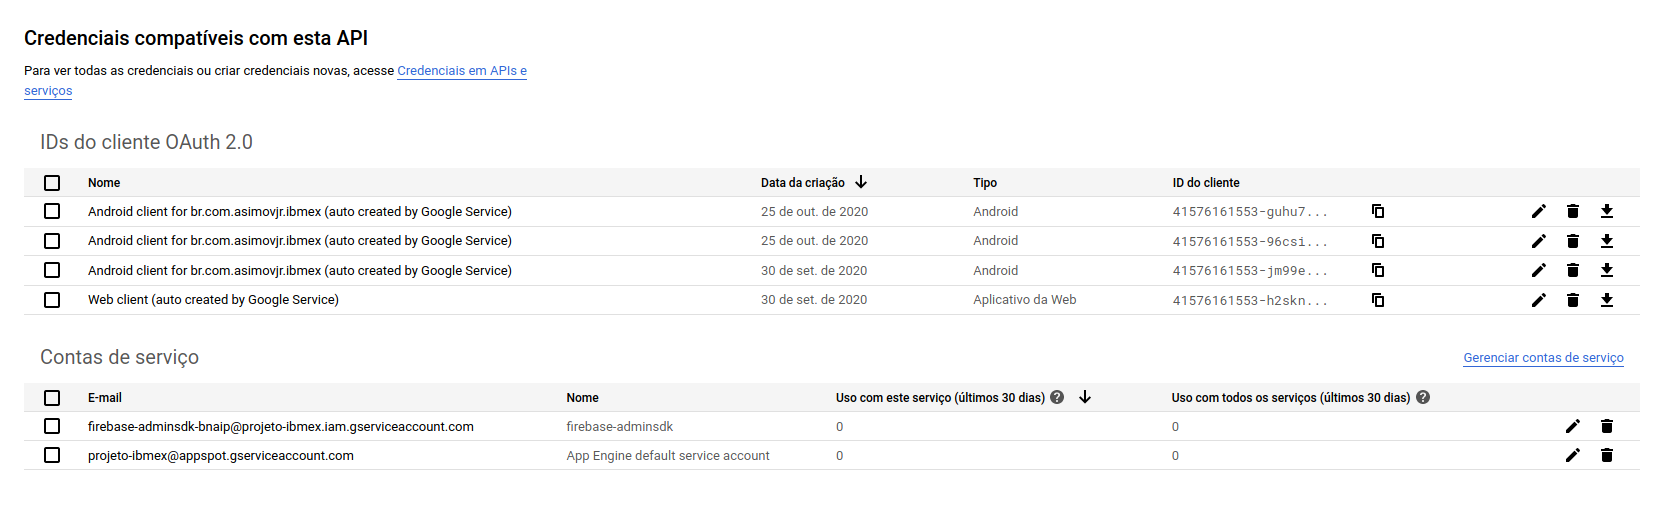 Credenciais compatíveis com esta API
Para ver todas as credenciais ou criar credenciais novas, acesse Credenciais em APIs e
serviços
IDs do cliente OAuth 2.0
Nome Data da criação Tipo ID do cliente
Android client for br.com.asimovjr.ibmex (auto created by Google Service) 25 de out. de 2020 Android 41576161553-guhu7...
Android client for br.com.asimovjr.ibmex (auto created by Google Service) 25 de out. de 2020 Android 41576161553-96csi...
Android client for br.com.asimovjr.ibmex (auto created by Google Service) 30 de set. de 2020 Android 41576161553-jm99e...
Web client (auto created by Google Service) 30 de set. de 2020 Aplicativo da Web 41576161553-h2skn...
Contas de serviço Gerenciar contas de serviço
E-mail Nome Uso com este serviço (últimos 30 dias) ? Uso com todos os serviços (últimos 30 dias) ?
firebase-adminsdk-bnaip@projeto-ibmex.iam.gserviceaccount.com firebase-adminsdk 0 0
projeto-ibmex@appspot.gserviceaccount.com App Engine default service account 0 0